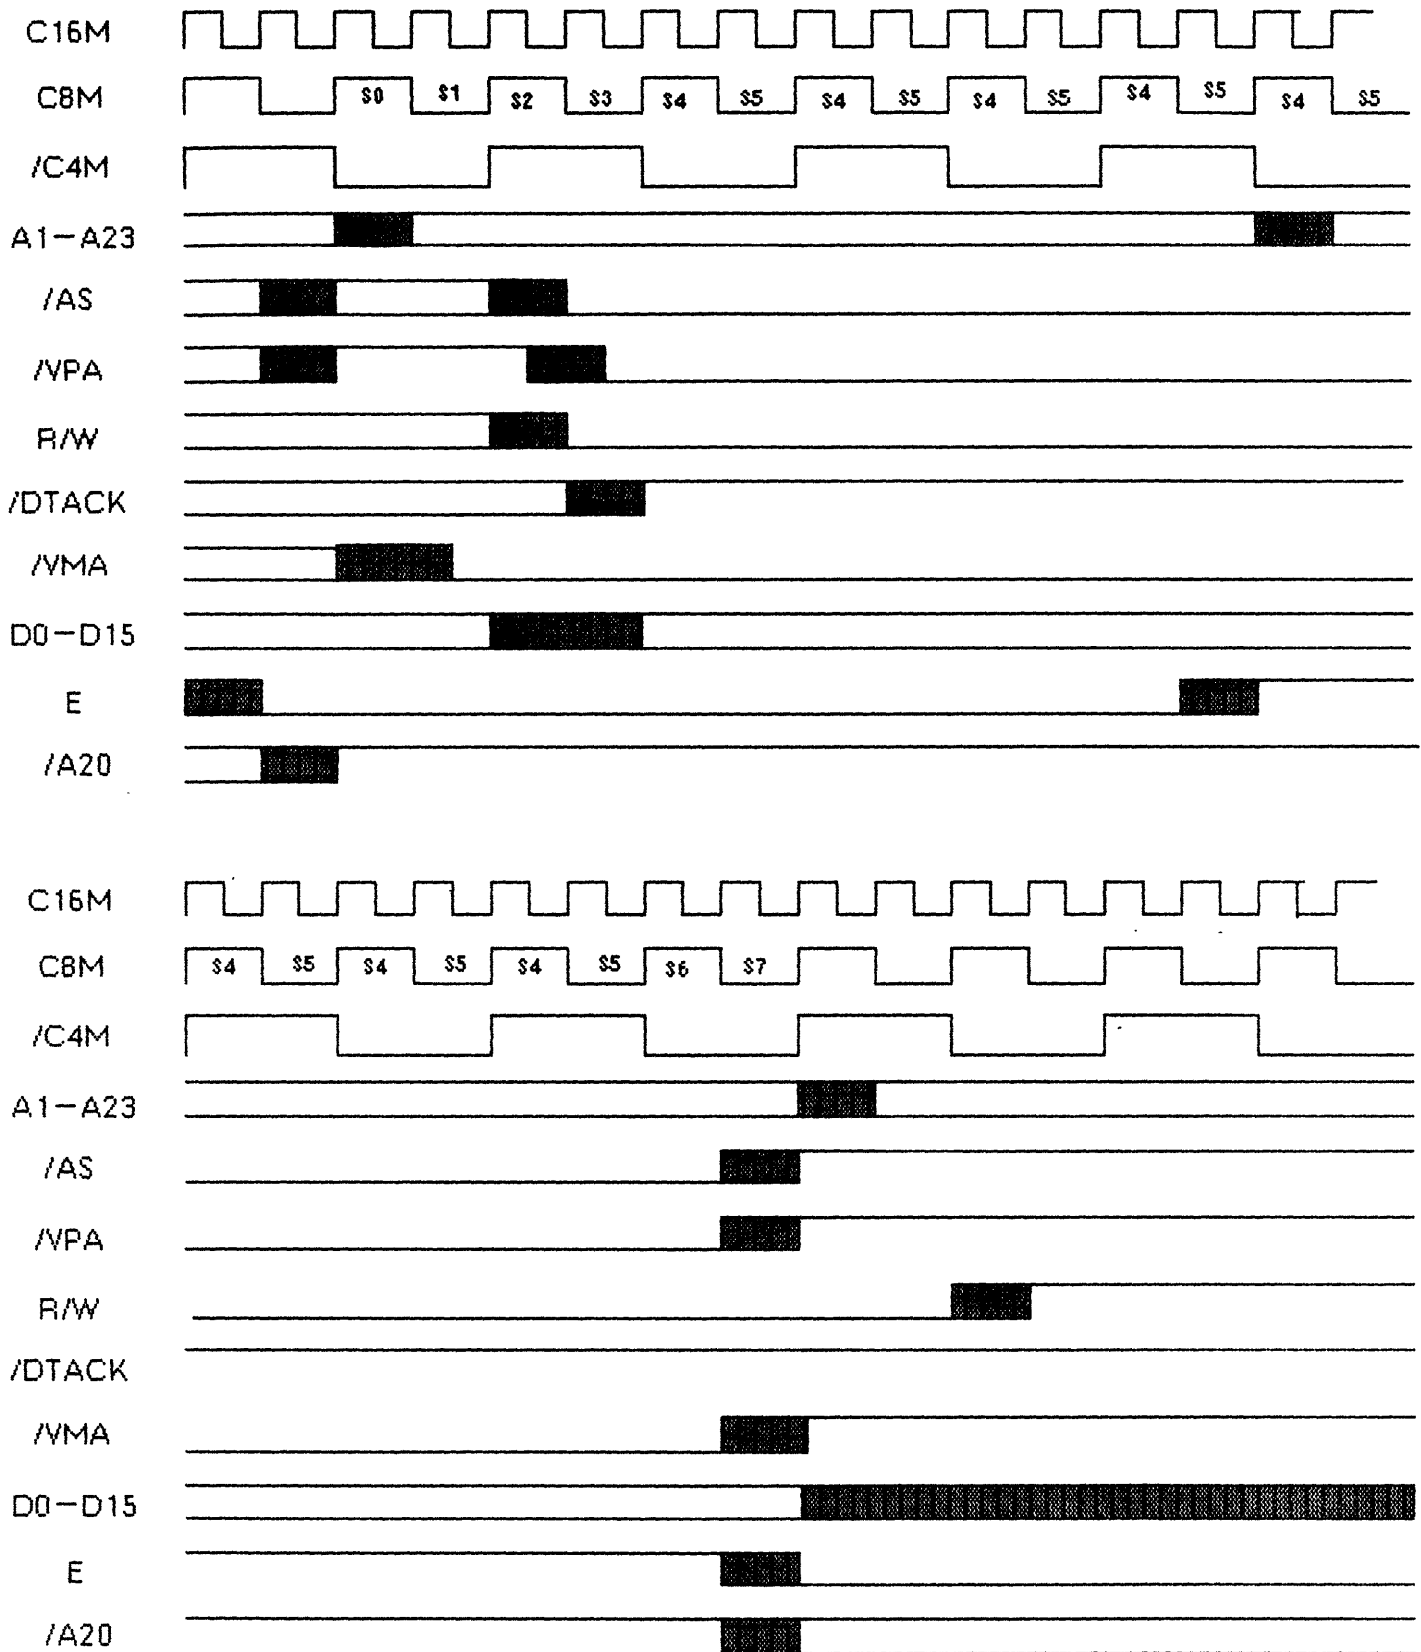 C16M
C8M S0 S1 S2 S3 S4 S5 S4 S5 S4 S5 S4 S5 S4 S5
/C4M
A1-A23
/AS
/VPA
R/W
/DTACK
/VMA
D0-D15
E
/A20
C16M
C8M S4 S5 S4 S5 S4 S5 S6 S7
/C4M
A1-A23
/AS
/VPA
R/W
/DTACK
/VMA
D0-D15
E
/A20